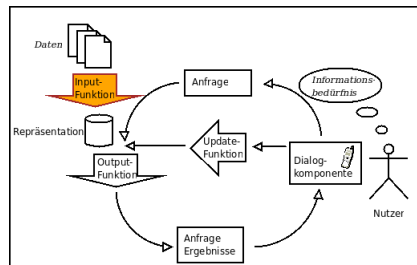 Daten
Input-
Funktion
Anfrage
Informations-
bedürfnis
Repräsentation
Update-
Funktion
Output-
Funktion
Dialog-
komponente
Nutzer
Anfrage
Ergebnisse